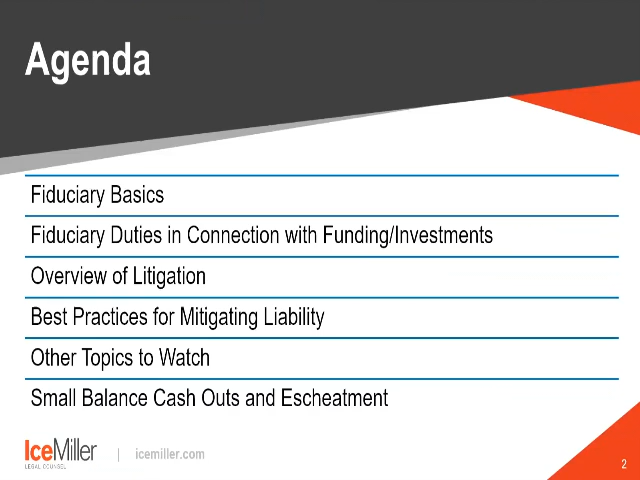 Agenda
Fiduciary Basics
Fiduciary Duties in Connection with Funding/Investments
Overview of Litigation
Best Practices for Mitigating Liability
Other Topics to Watch
Small Balance Cash Outs and Escheatment
IceMiller
LEGAL COUNSEL
icemiller.com
2